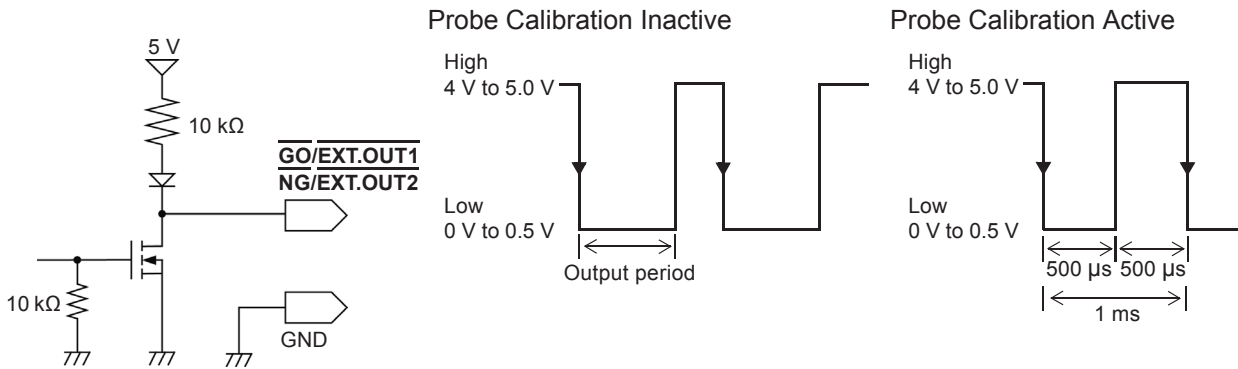 5 V
10 kΩ
GO/EXT.OUT1
NG/EXT.OUT2
10 kΩ
GND
Probe Calibration Inactive
High
4 V to 5.0 V
Low
0 V to 0.5 V
Output period
Probe Calibration Active
High
4 V to 5.0 V
Low
0 V to 0.5 V
500 µs 500 µs
1 ms